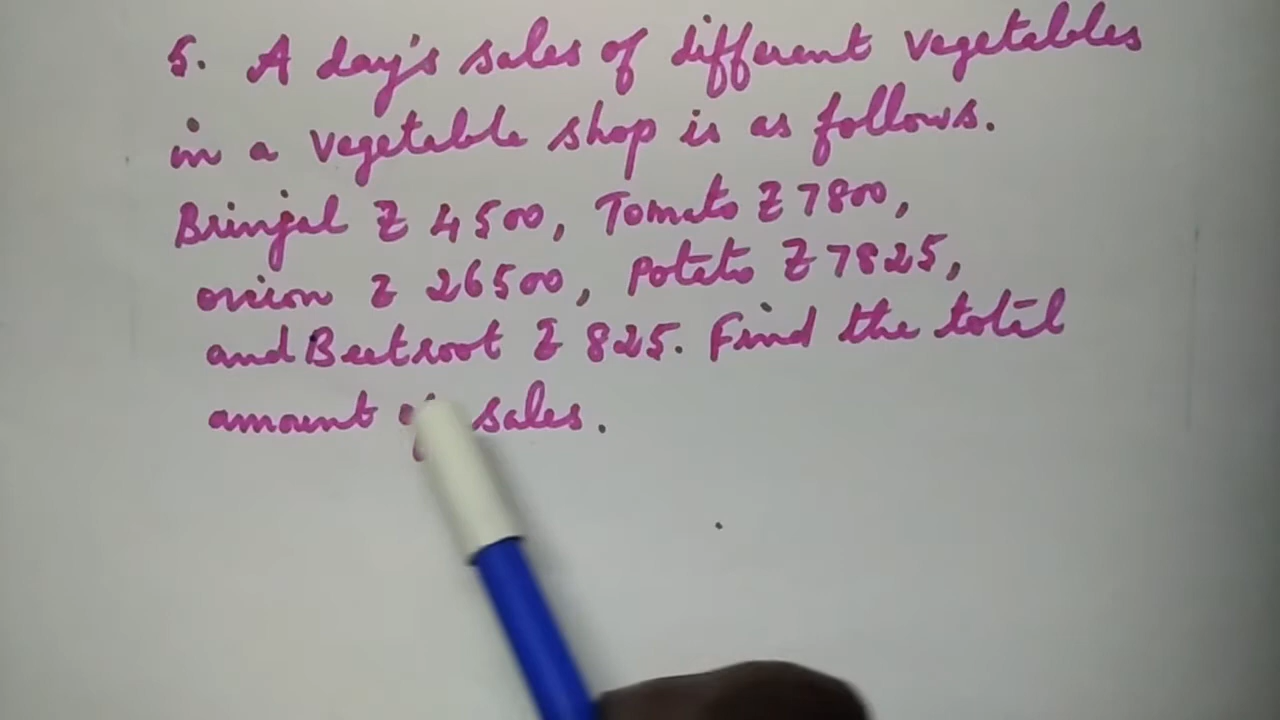 5. A day's sales of different vegetables
in a vegetable shop is as follows.
Brinjal ₹ 4500, Tomato ₹ 7800,
onion ₹ 26500, Potato ₹ 7825,
and Beetroot ₹ 825. Find the total
amount of sales.